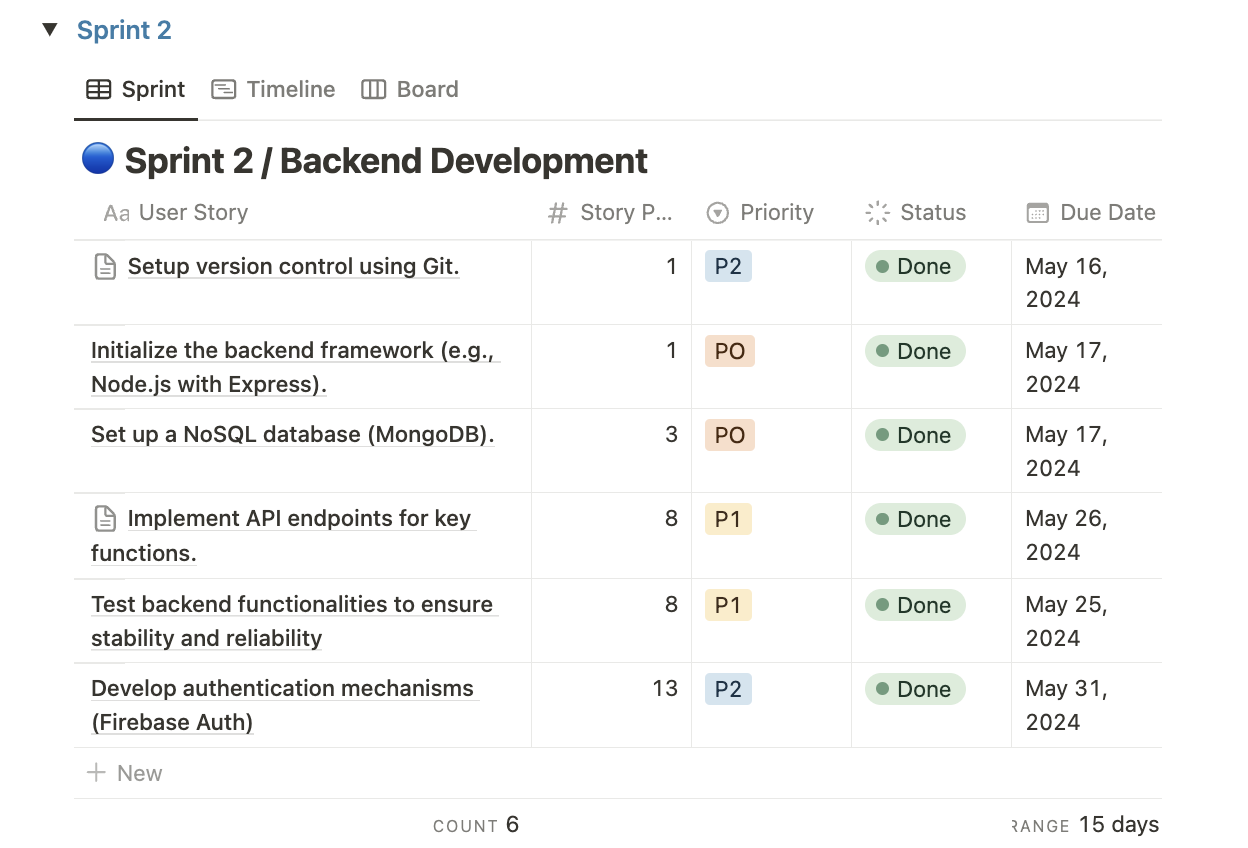 Sprint 2
Sprint Timeline Board
Sprint 2 / Backend Development
Aa User Story # Story P... Priority Status Due Date
Setup version control using Git. 1 P2 Done May 16,
2024
Initialize the backend framework (e.g., 1 PO Done May 17,
Node.js with Express). 2024
Set up a NoSQL database (MongoDB). 3 PO Done May 17,
2024
Implement API endpoints for key 8 P1 Done May 26,
functions. 2024
Test backend functionalities to ensure 8 P1 Done May 25,
stability and reliability 2024
Develop authentication mechanisms 13 P2 Done May 31,
(Firebase Auth) 2024
+ New
COUNT 6 RANGE 15 days